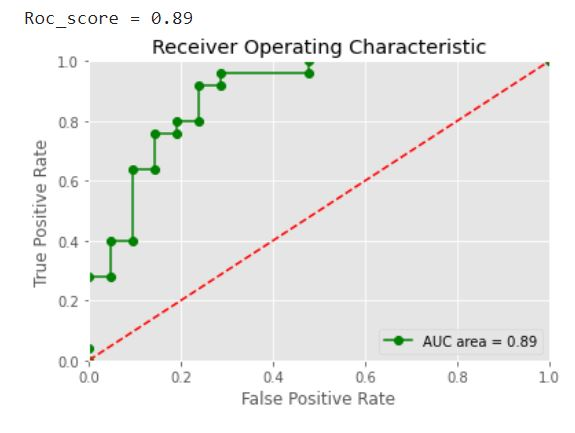 Roc_score = 0.89
Receiver Operating Characteristic
True Positive Rate
1.0
0.8
0.6
0.4
0.2
0.0
AUC area = 0.89
0.0 0.2 0.4 0.6 0.8 1.0
False Positive Rate